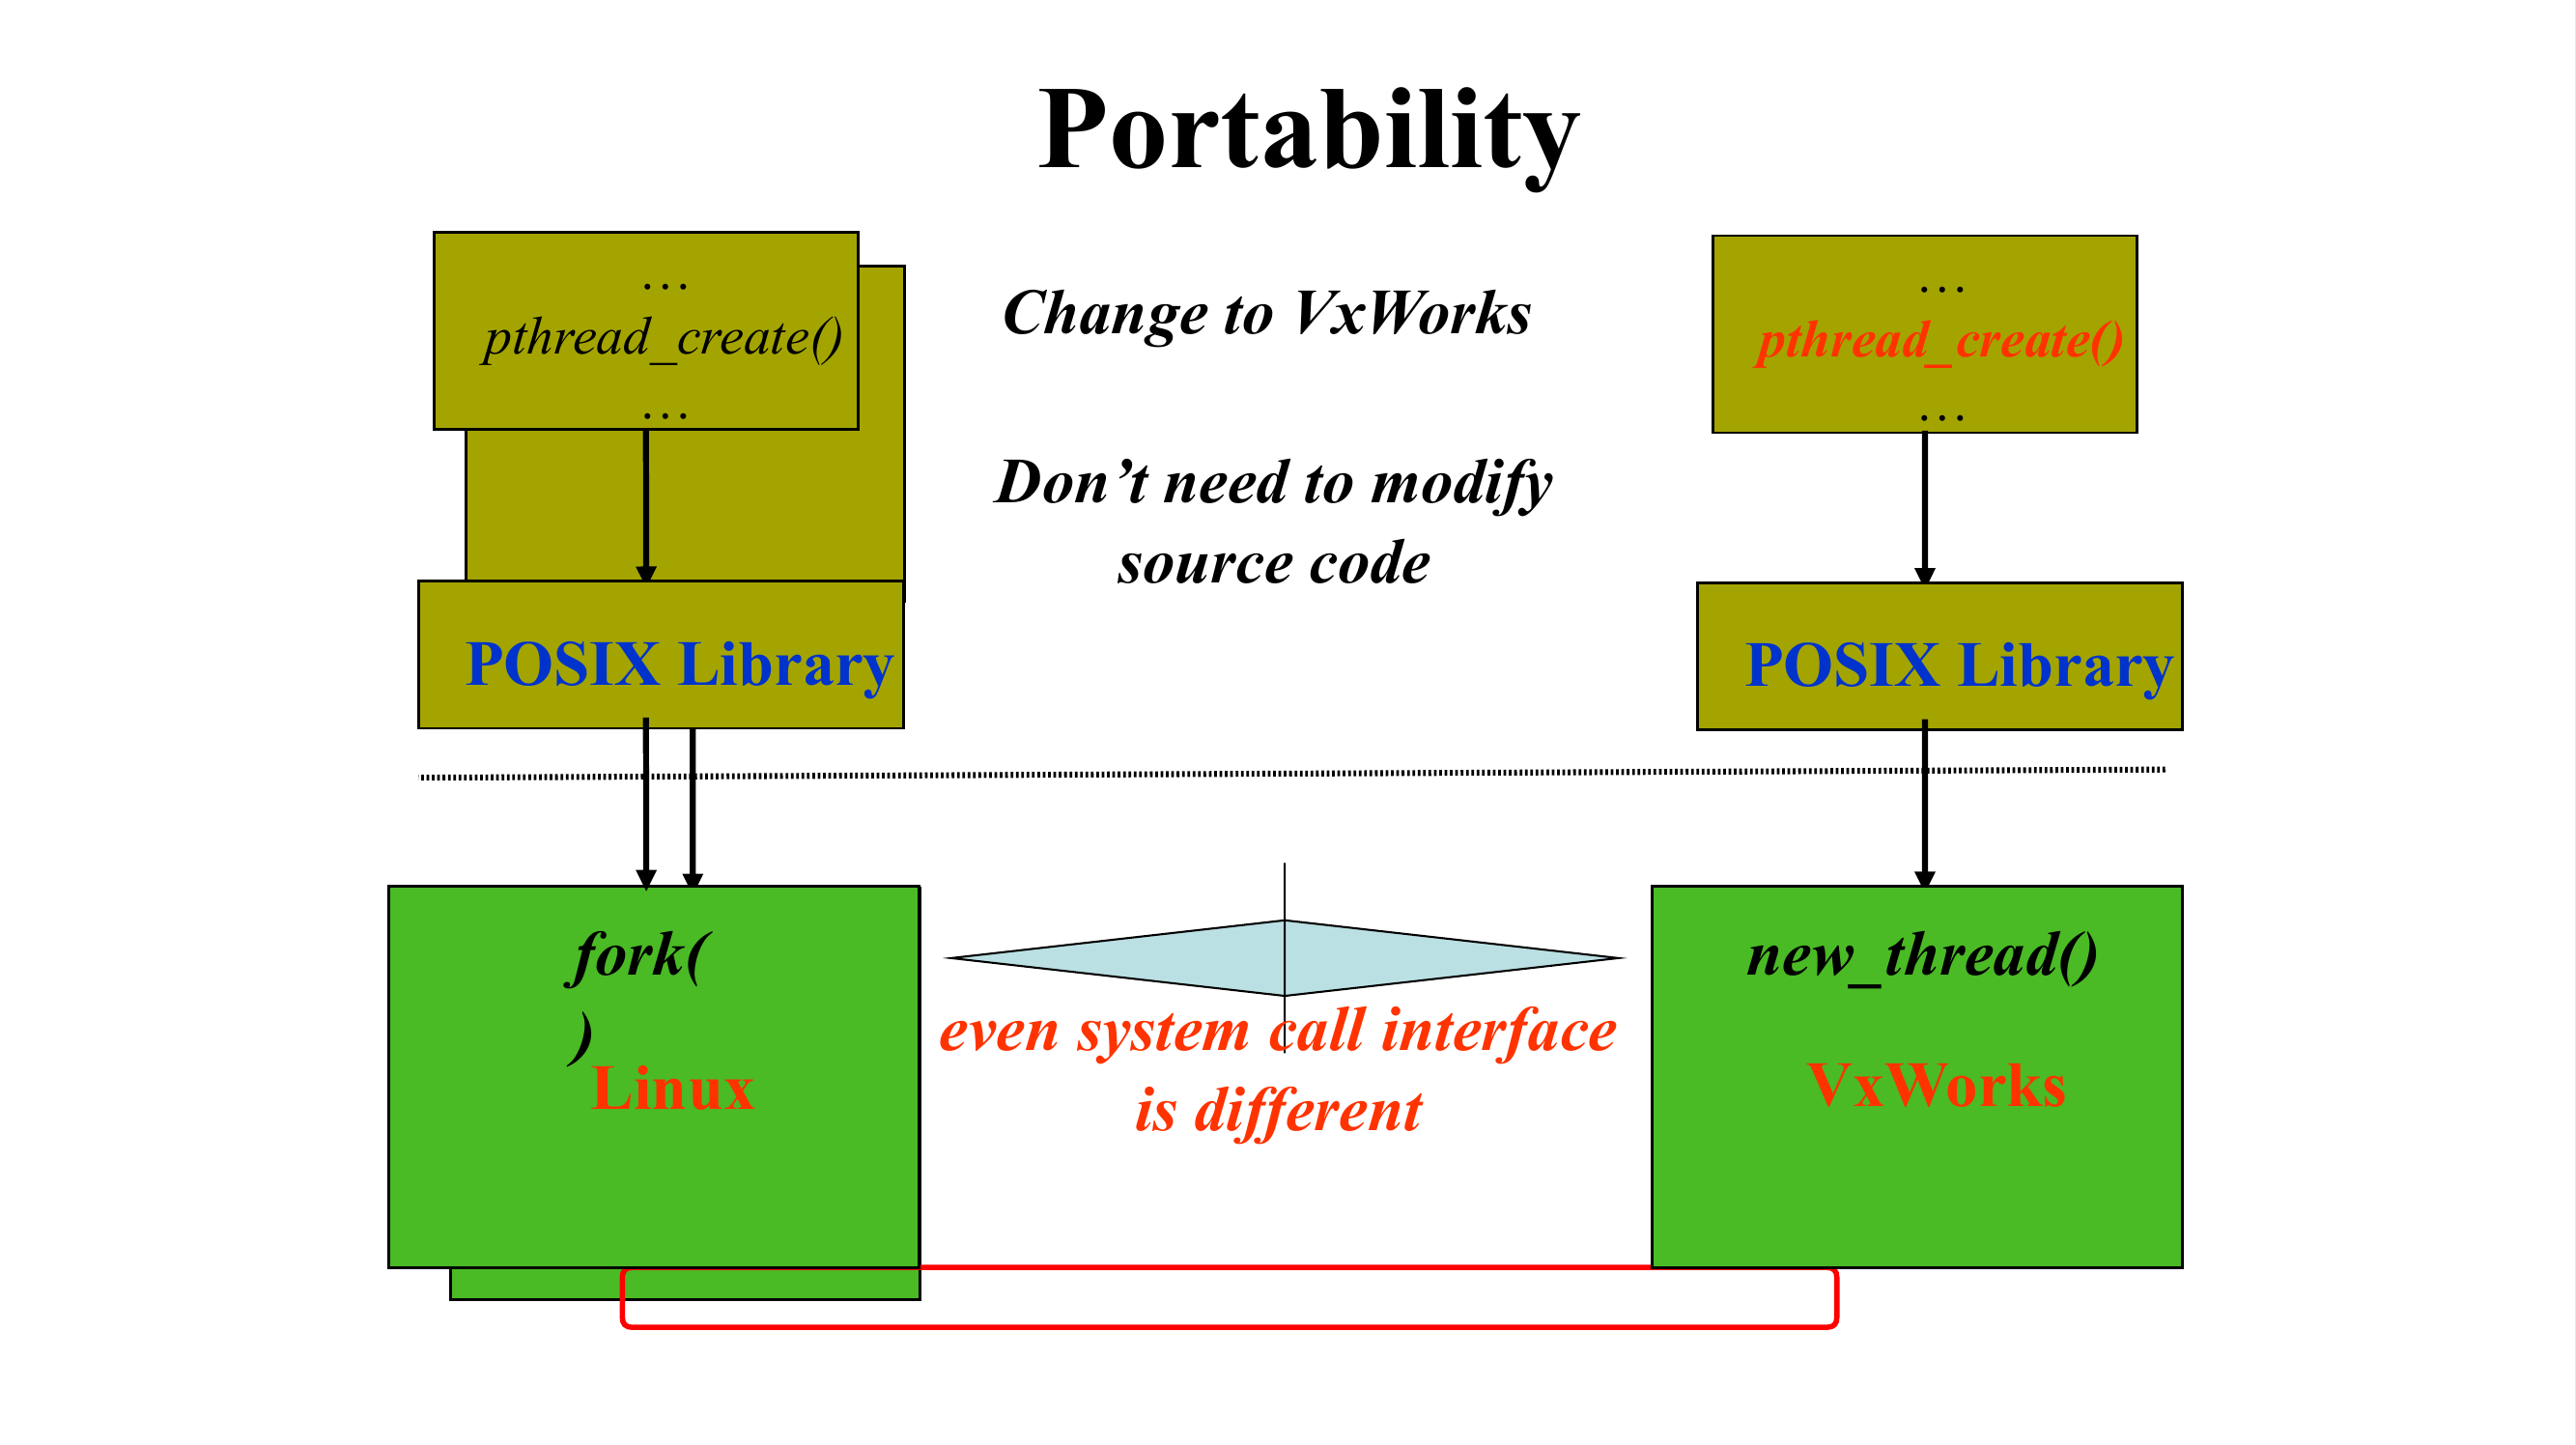 Portability
…
pthread_create()
…
Change to VxWorks
Don’t need to modify
source code
…
pthread_create()
…
POSIX Library
POSIX Library
fork(
)
Linux
even system call interface
is different
new_thread()
VxWorks